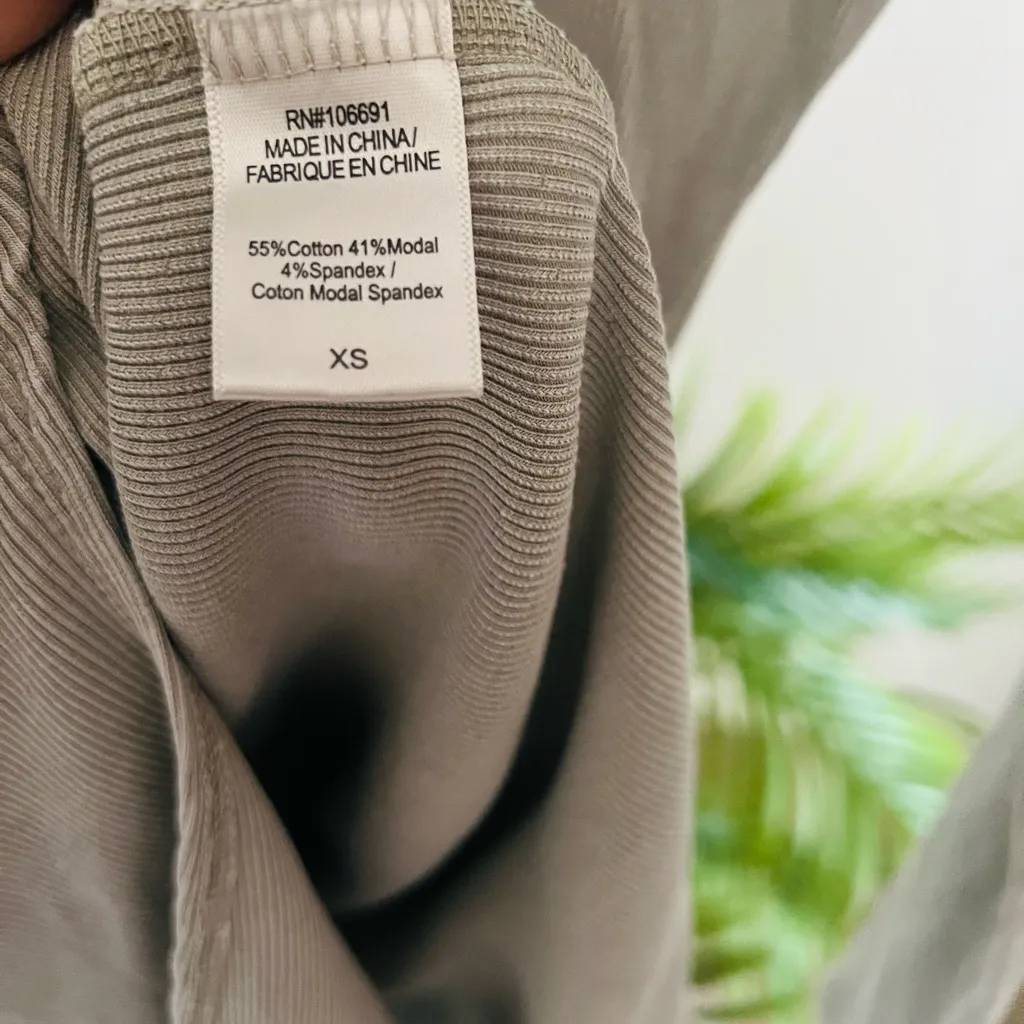 RN#106691
MADE IN CHINA/
FABRIQUE EN CHINE
55%Cotton 41%Modal
4%Spandex /
Coton Modal Spandex
XS